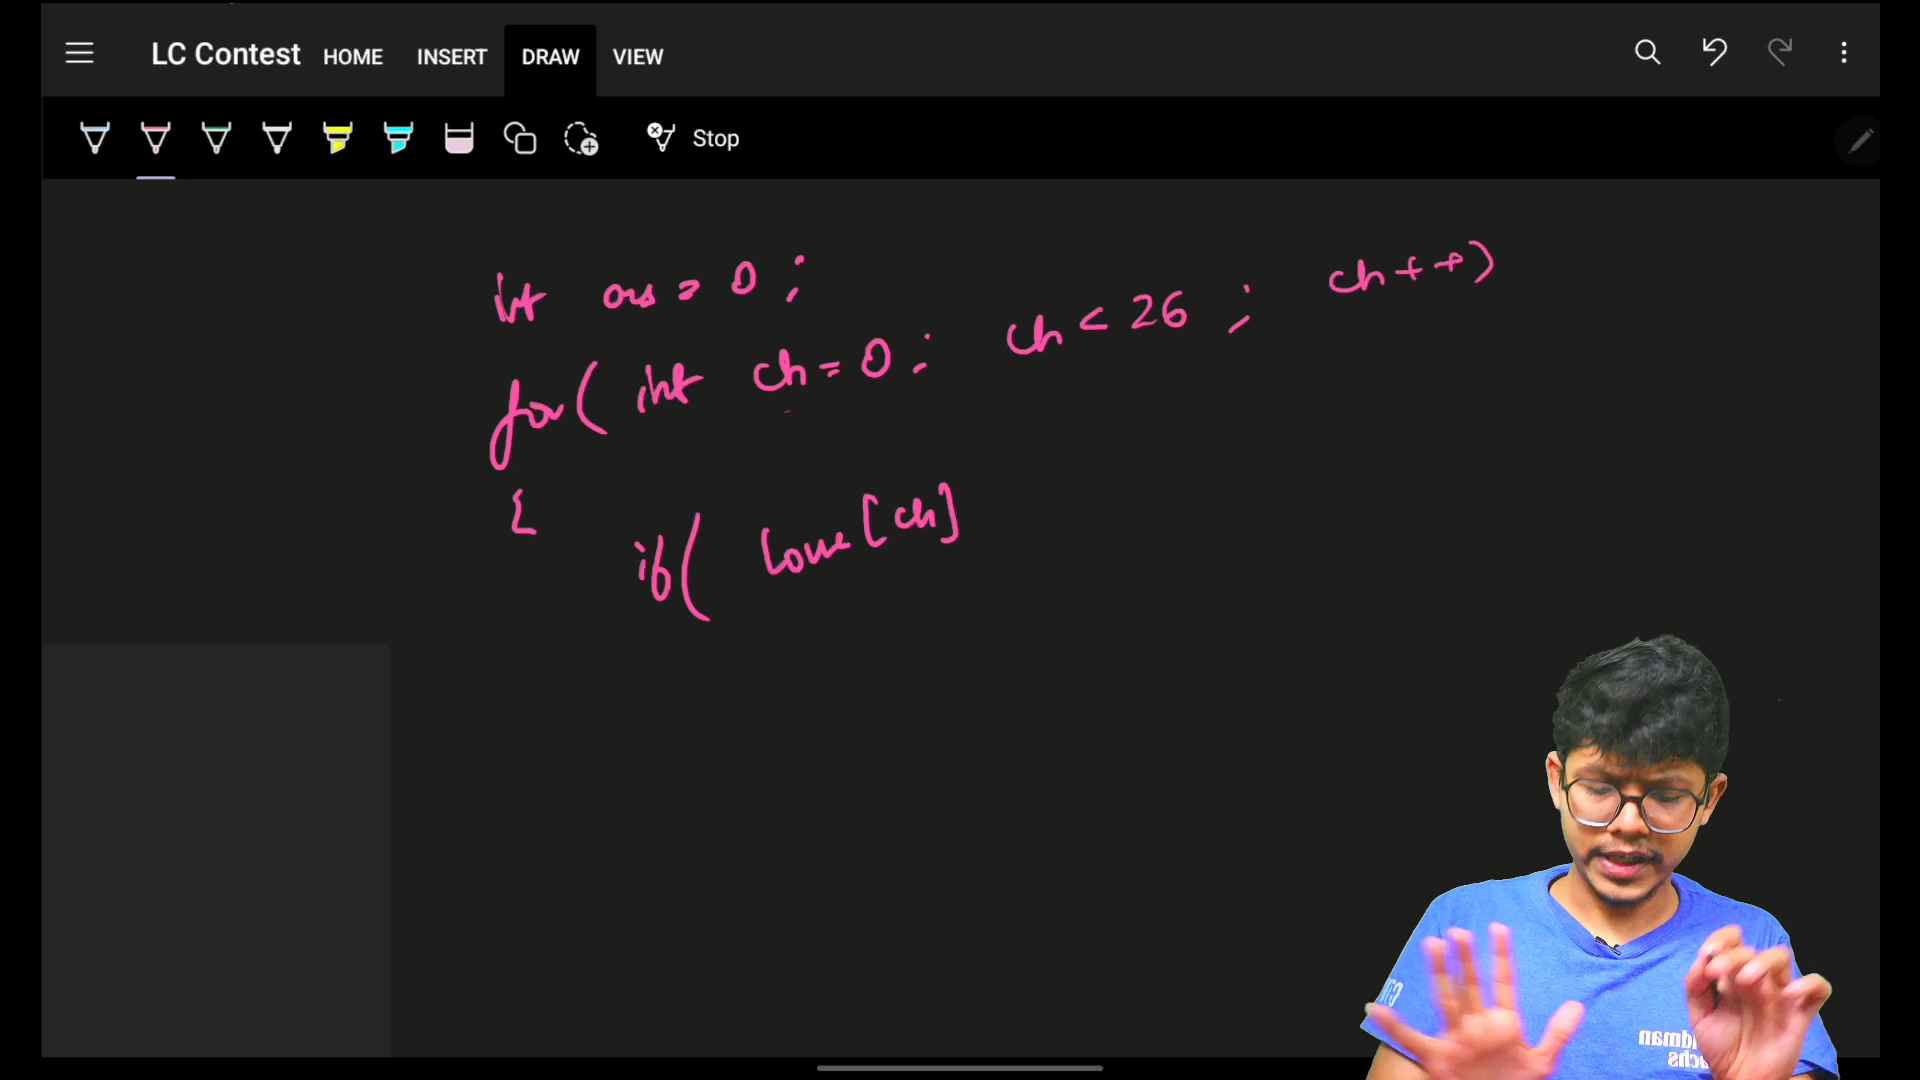 LC Contest HOME INSERT DRAW VIEW
Stop
int ans = 0 ;
for( int ch = 0 ; ch < 26 ; ch++)
{
if( lowe[ch]